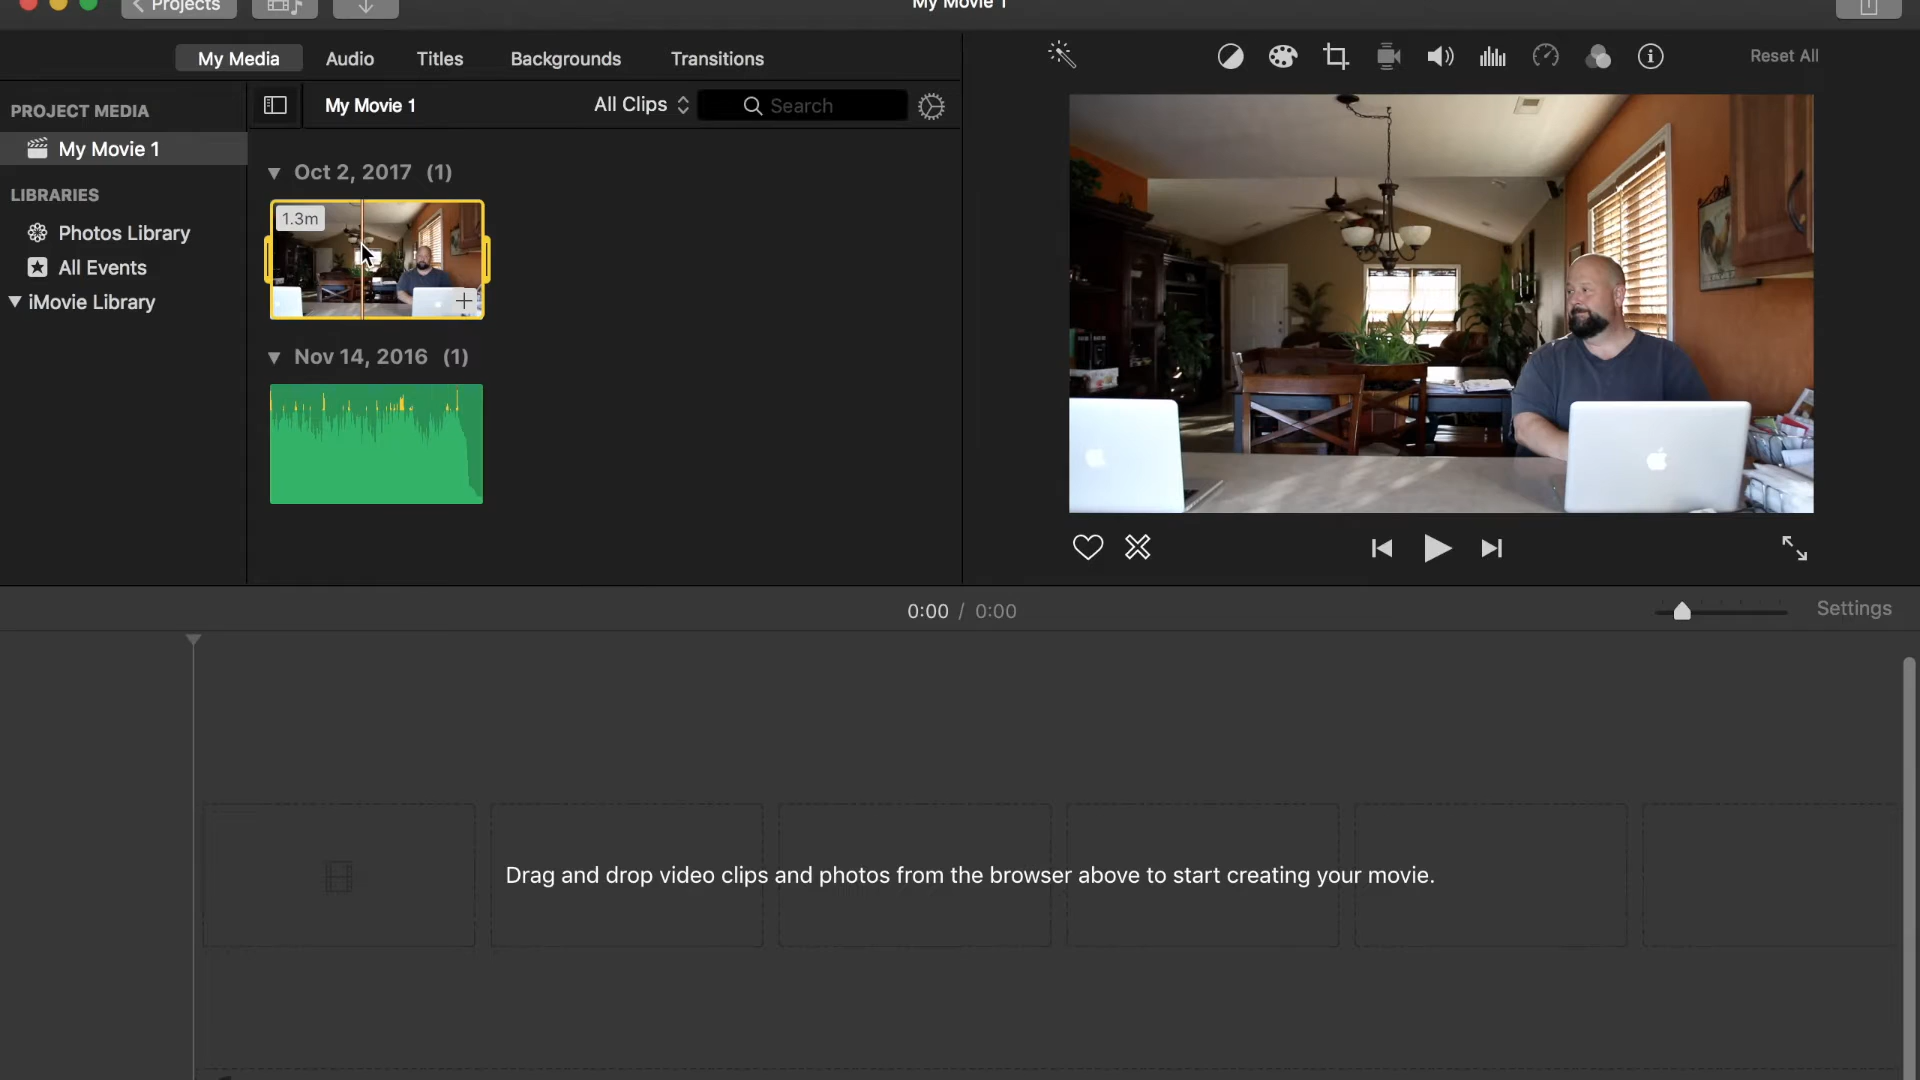 Projects
My Movie 1
My Media
Audio
Titles
Backgrounds
Transitions
Reset All
PROJECT MEDIA
My Movie 1
All Clips
Search
My Movie 1
LIBRARIES
Photos Library
All Events
iMovie Library
Oct 2, 2017 (1)
1.3m
Nov 14, 2016 (1)
0:00 / 0:00
Settings
Drag and drop video clips and photos from the browser above to start creating your movie.